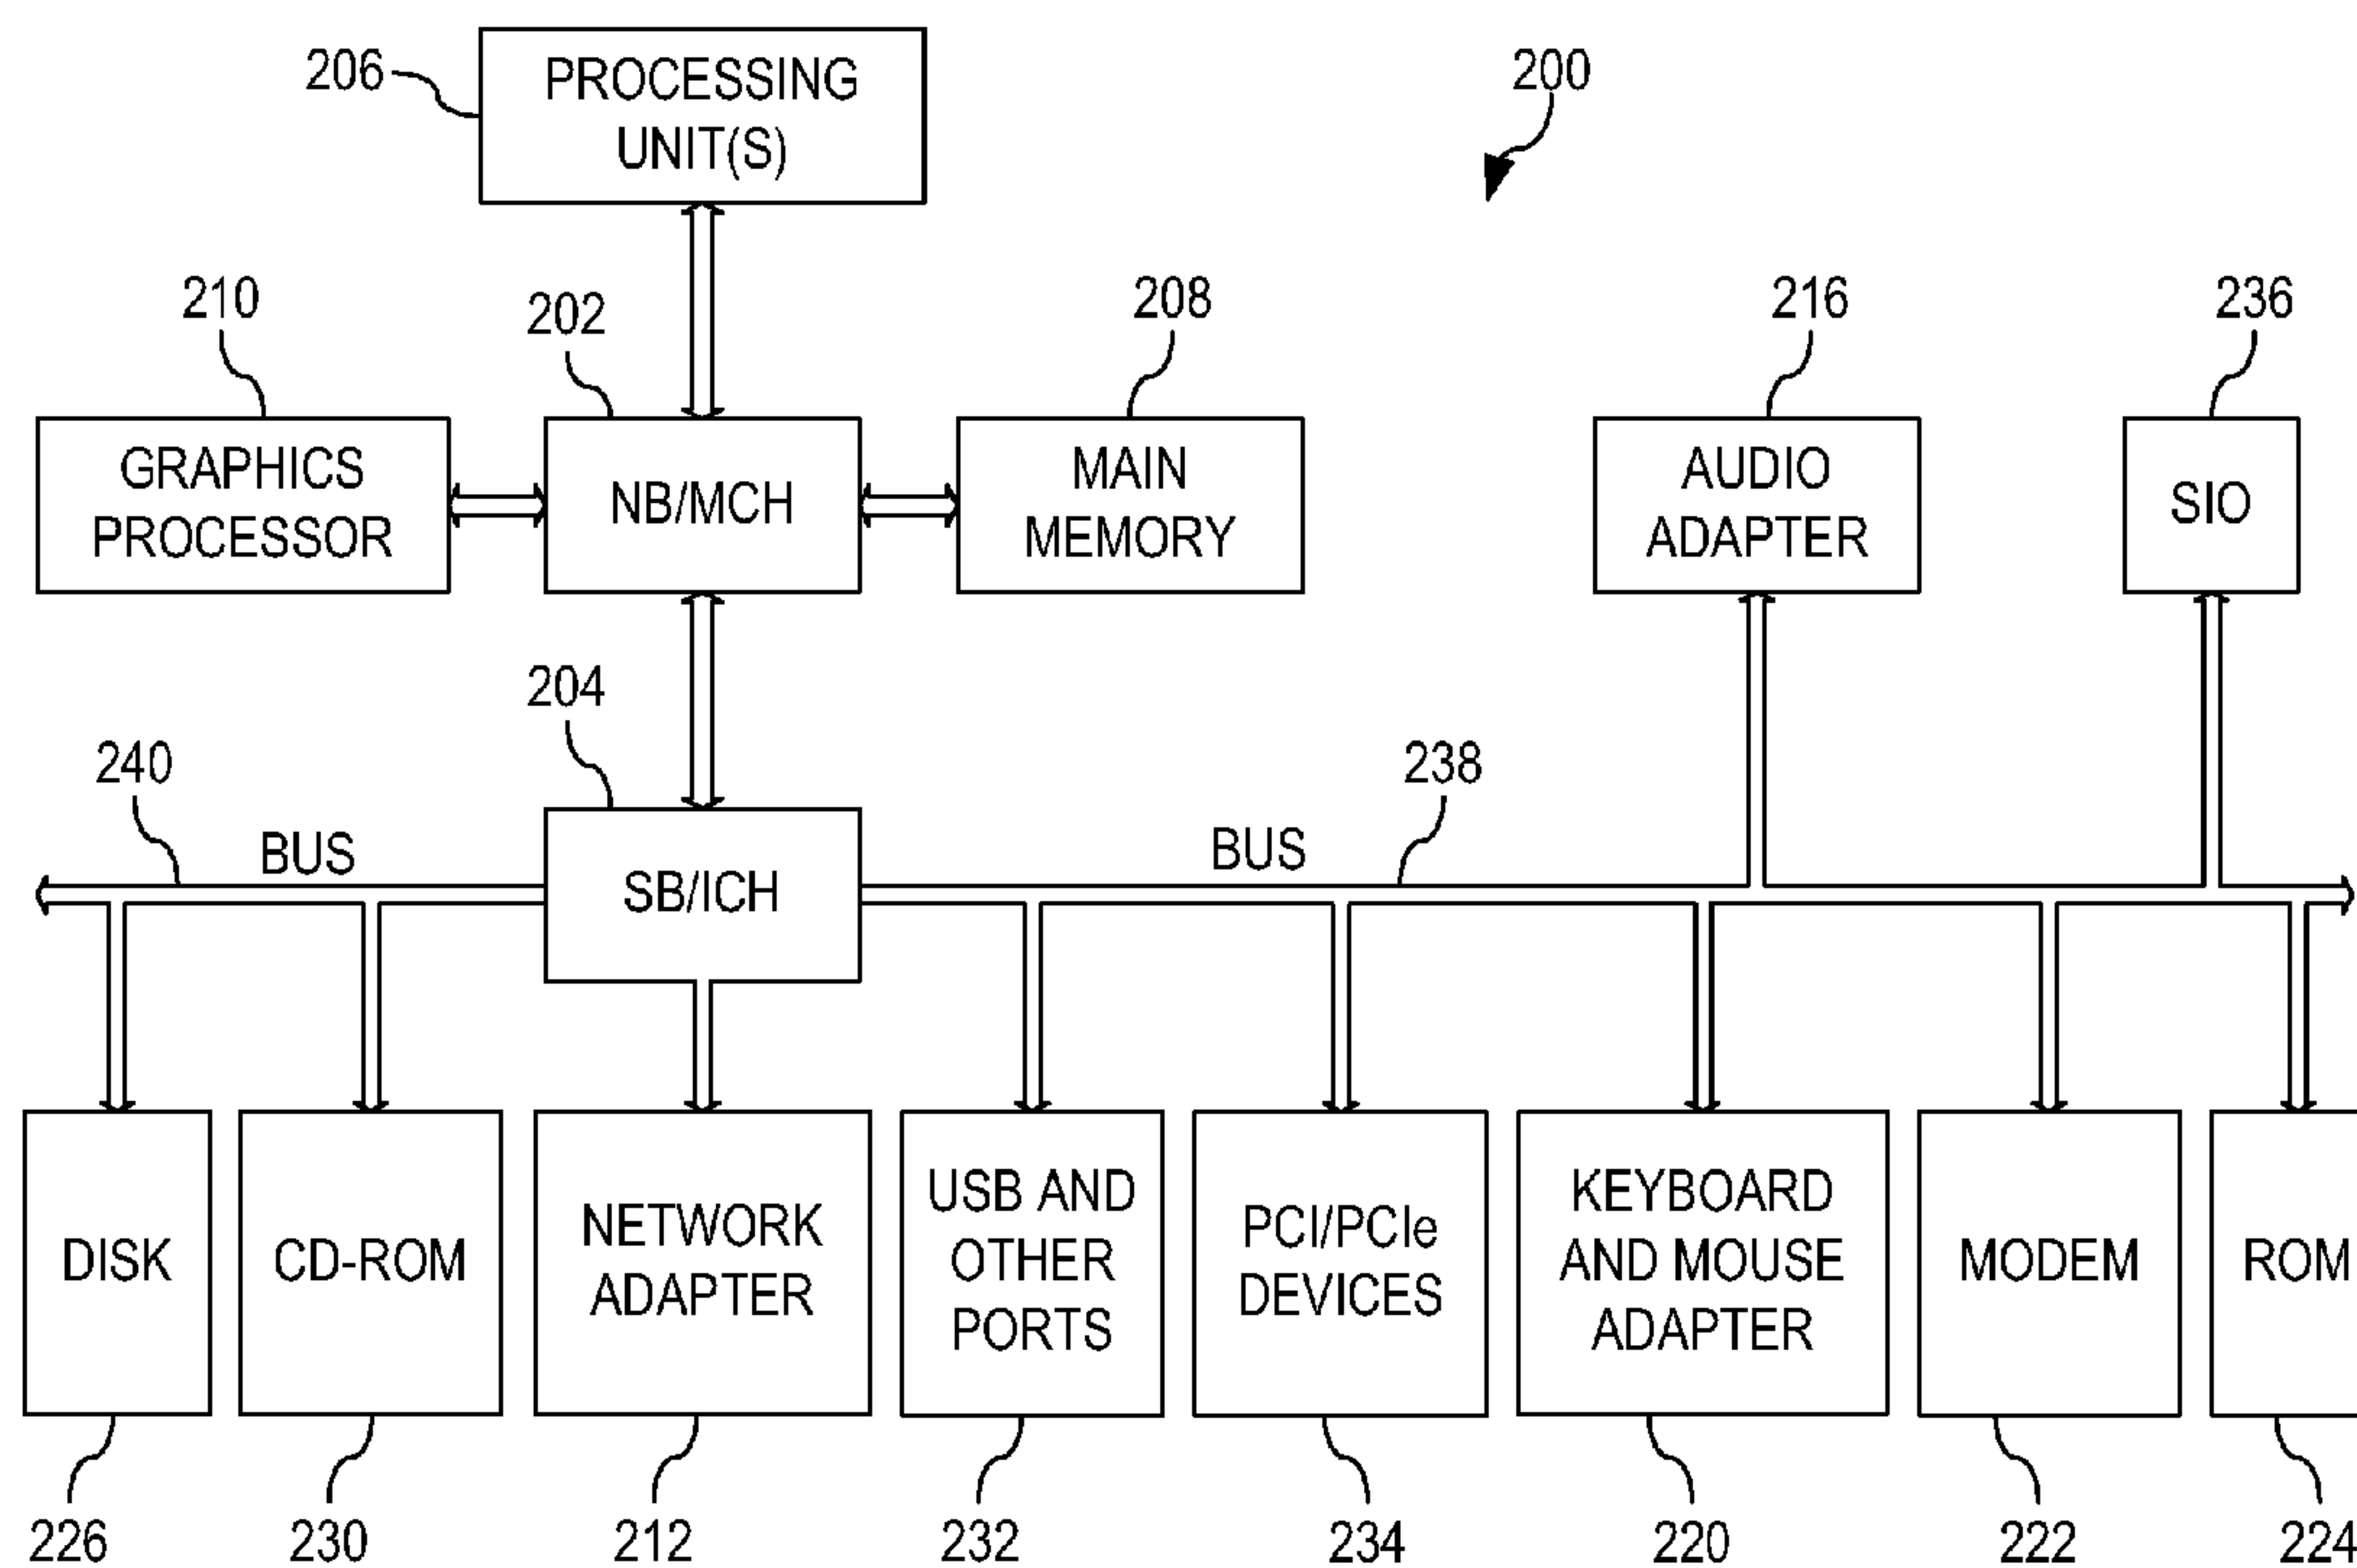 206
PROCESSING
UNIT(S)
200
210
202
208
216
236
GRAPHICS
PROCESSOR
NB/MCH
MAIN
MEMORY
AUDIO
ADAPTER
SIO
204
240
BUS
SB/ICH
BUS
238
DISK
CD-ROM
NETWORK
ADAPTER
USB AND
OTHER
PORTS
PCI/PCIe
DEVICES
KEYBOARD
AND MOUSE
ADAPTER
MODEM
ROM
226
230
212
232
234
220
222
224